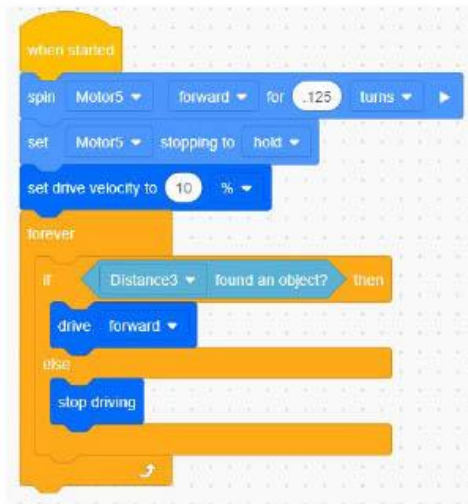 when started
spin Motor5 forward for .125 turns
set Motor5 stopping to hold
set drive velocity to 10 %
forever
if Distance3 found an object? then
drive forward
else
stop driving